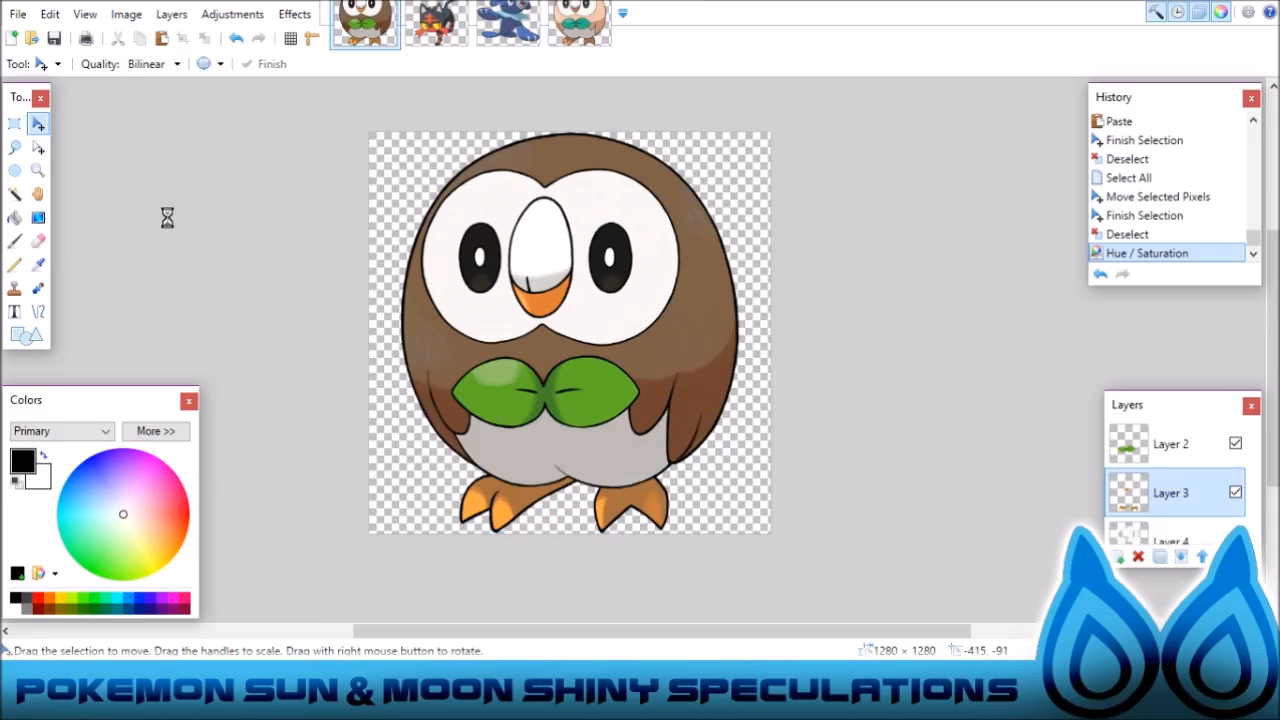 File Edit View Image Layers Adjustments Effects
Tool: Quality: Bilinear Finish
To...
History
Paste
Finish Selection
Deselect
Select All
Move Selected Pixels
Finish Selection
Deselect
Hue / Saturation
Colors
Primary More >>
Layers
Layer 2
Layer 3
Layer 4
Drag the selection to move. Drag the handles to scale. Drag with right mouse button to rotate. 1280 × 1280 -415, -91
POKEMON SUN & MOON SHINY SPECULATIONS